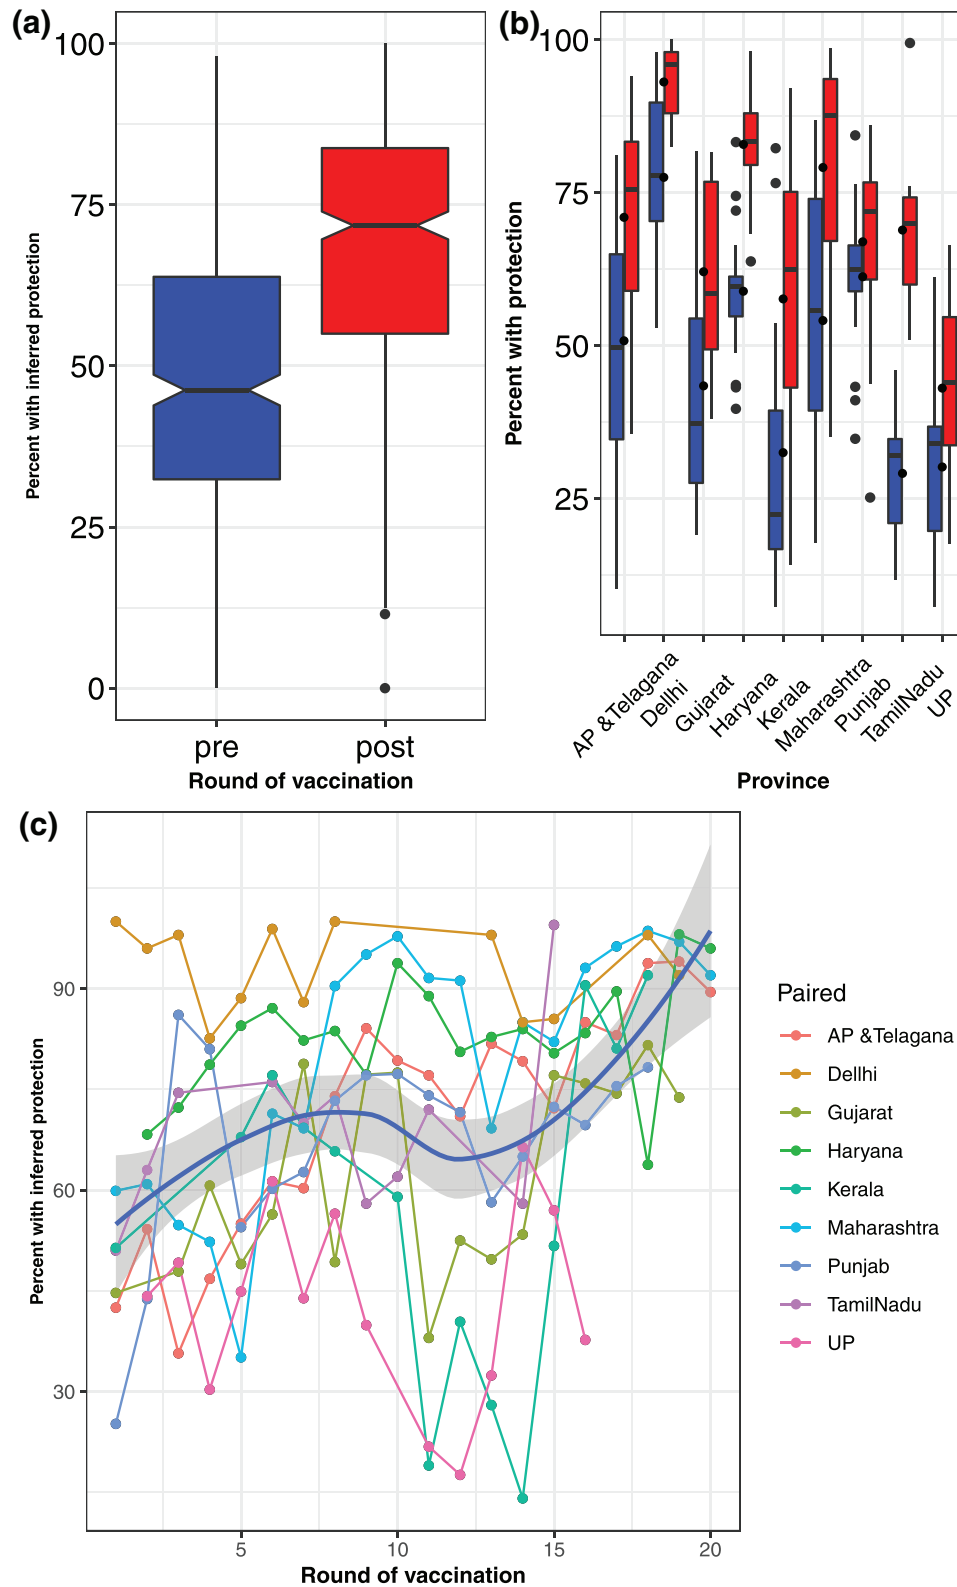 (a)
Percent with inferred protection
100
75
50
25
0
pre post
Round of vaccination
(b)
Percent with protection
100
75
50
25
AP &Telagana
Dellhi
Gujarat
Haryana
Kerala
Maharashtra
Punjab
TamilNadu
UP
Province
(c)
Percent with inferred protection
90
60
30
5 10 15 20
Round of vaccination
Paired
AP &Telagana
Dellhi
Gujarat
Haryana
Kerala
Maharashtra
Punjab
TamilNadu
UP